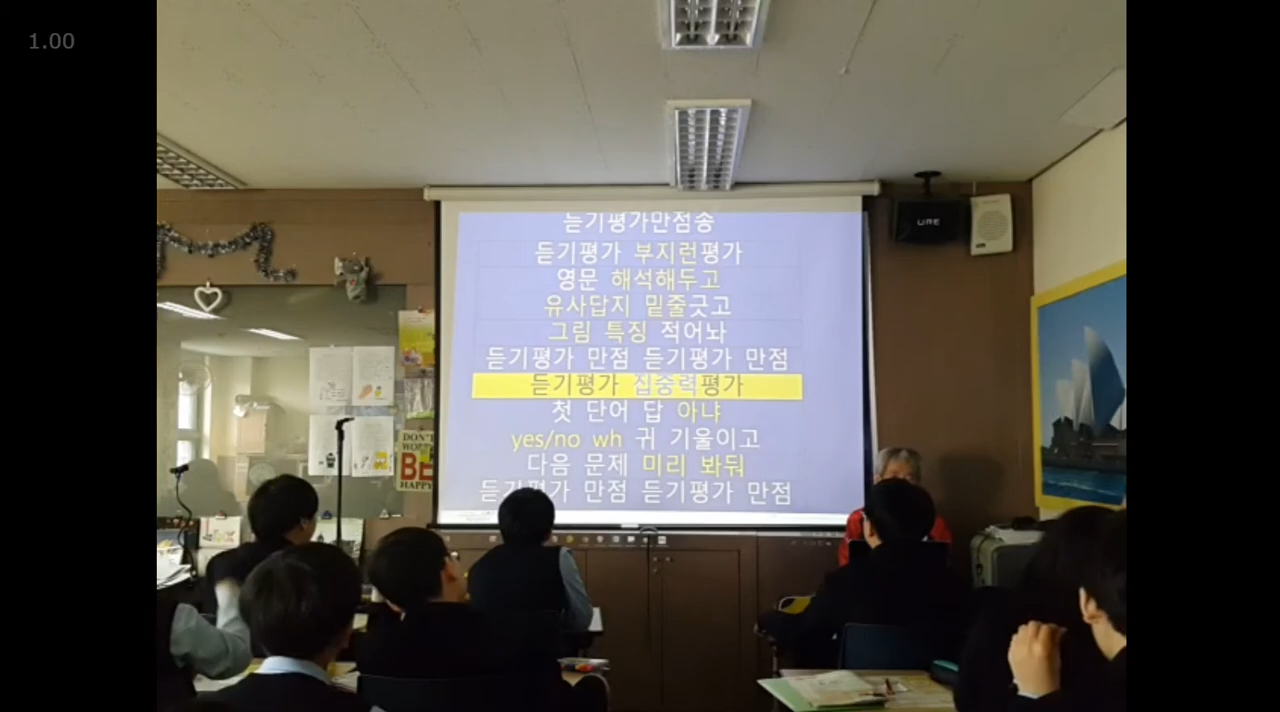 1.00
듣기평가만점송
듣기평가 부지런평가
영문 해석해두고
유사답지 밑줄긋고
그림 특징 적어놔
듣기평가 만점 듣기평가 만점
듣기평가 집중력평가
첫 단어 답 아냐
yes/no wh 귀 기울이고
다음 문제 미리 봐둬
듣기평가 만점 듣기평가 만점
DON'T
WORRY
BE
HAPPY